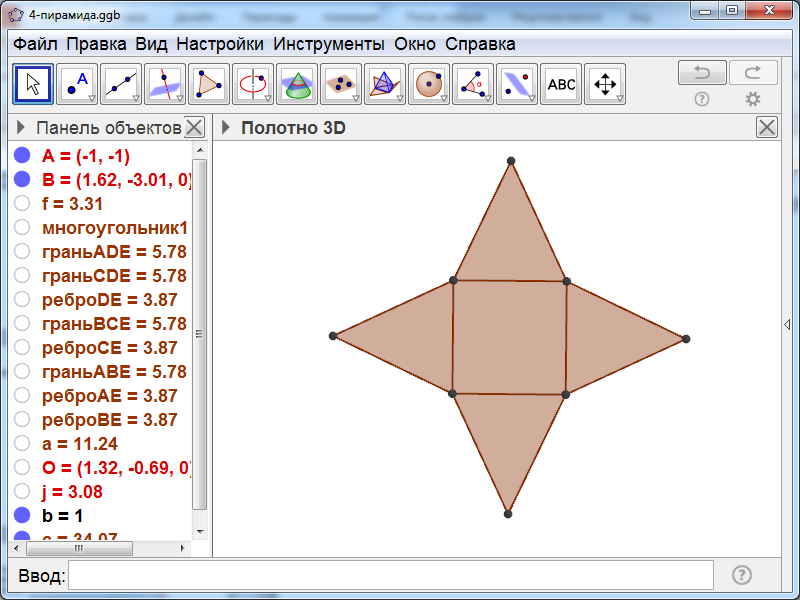 4-пирамида.ggb
Файл Правка Вид Настройки Инструменты Окно Справка
A
α
ABC
Панель объектов
Полотно 3D
A = (-1, -1)
B = (1.62, -3.01, 0)
f = 3.31
многоугольник1
граньADE = 5.78
граньCDE = 5.78
реброDE = 3.87
граньBCE = 5.78
реброCE = 3.87
граньABE = 5.78
реброAE = 3.87
реброBE = 3.87
a = 11.24
O = (1.32, -0.69, 0)
j = 3.08
b = 1
c = 34.07
Ввод: